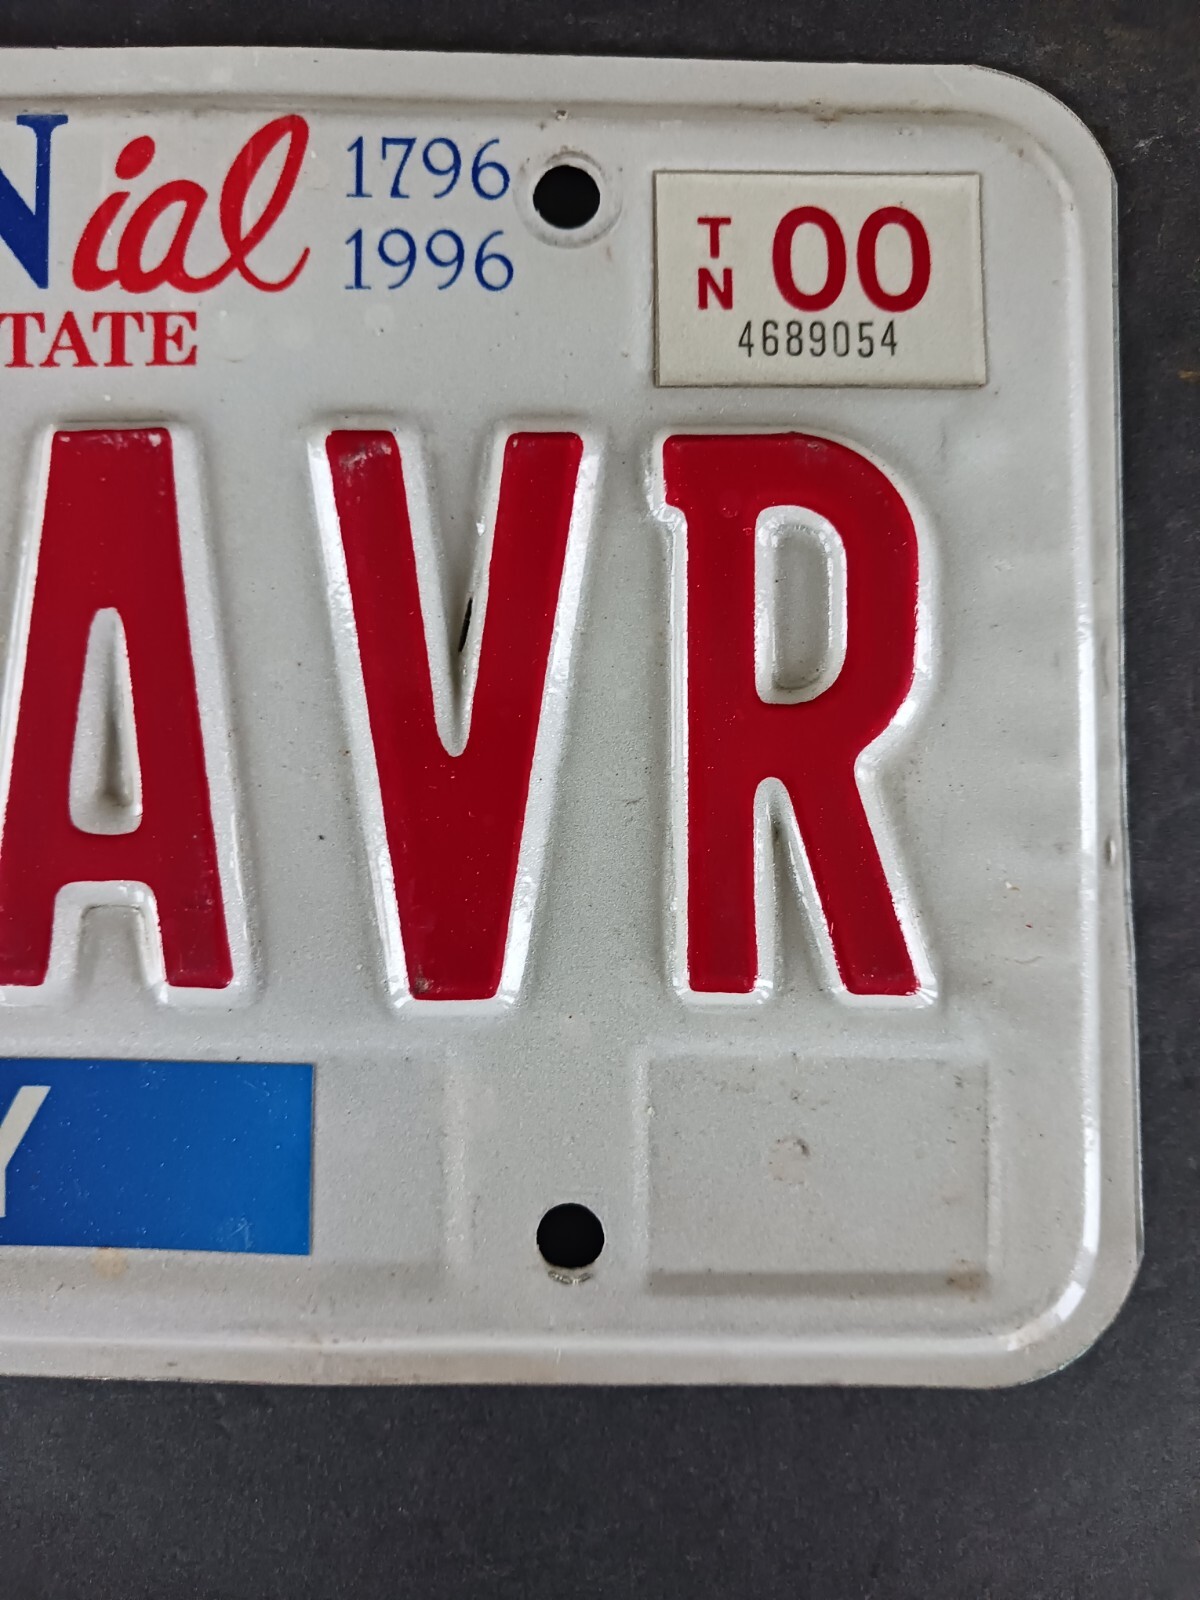 Nial 1796
1996
TATE
TN 00
4689054
AVR
Y